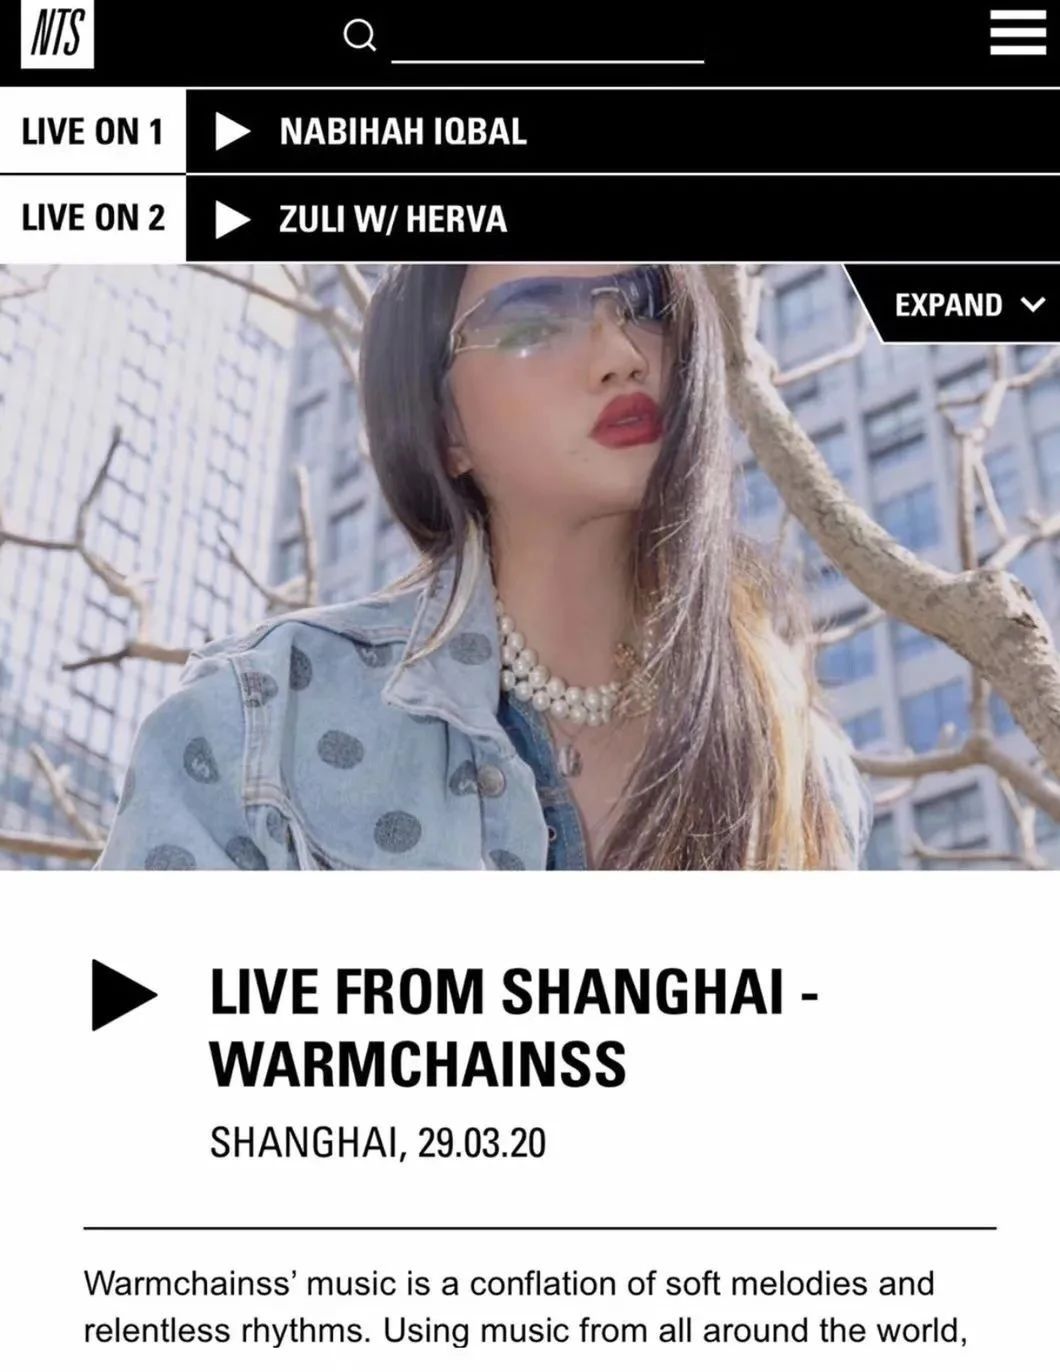 NTS
LIVE ON 1 NABIHAH IQBAL
LIVE ON 2 ZULI W/ HERVA
EXPAND
LIVE FROM SHANGHAI -
WARMCHAINSS
SHANGHAI, 29.03.20
Warmchainss’ music is a conflation of soft melodies and
relentless rhythms. Using music from all around the world,